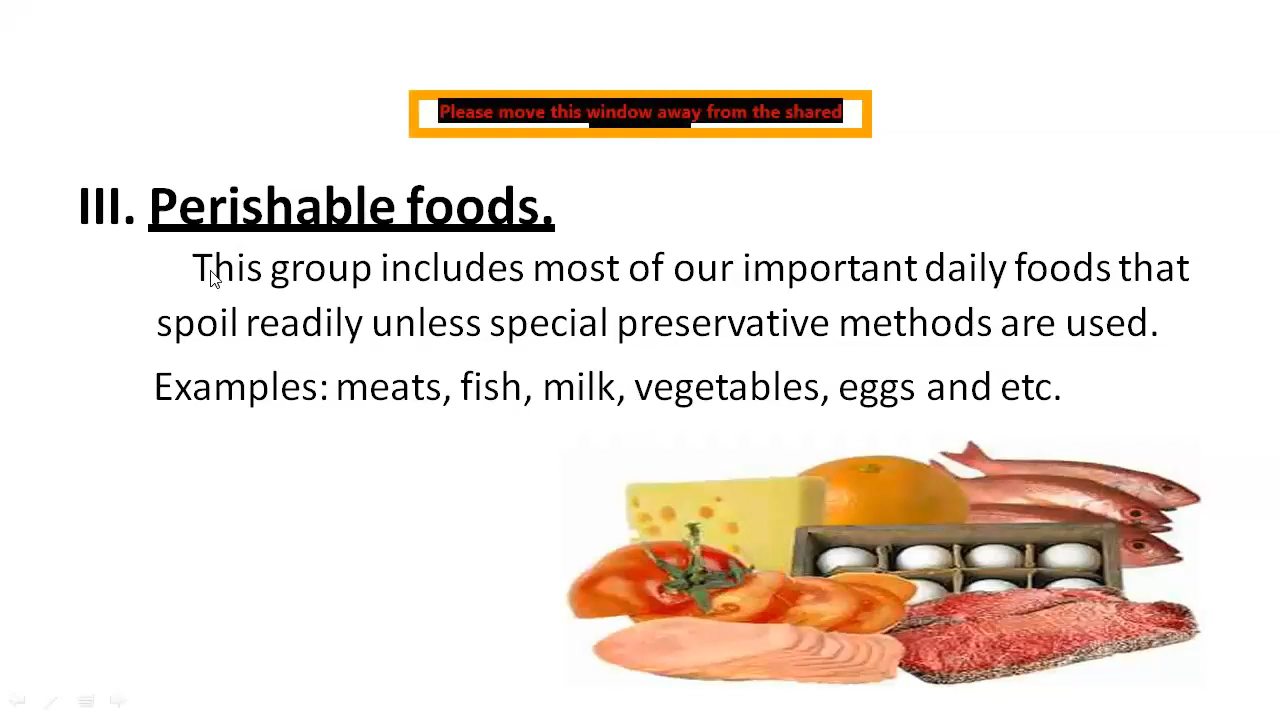 Please move this window away from the shared
III. Perishable foods.
This group includes most of our important daily foods that
spoil readily unless special preservative methods are used.
Examples: meats, fish, milk, vegetables, eggs and etc.